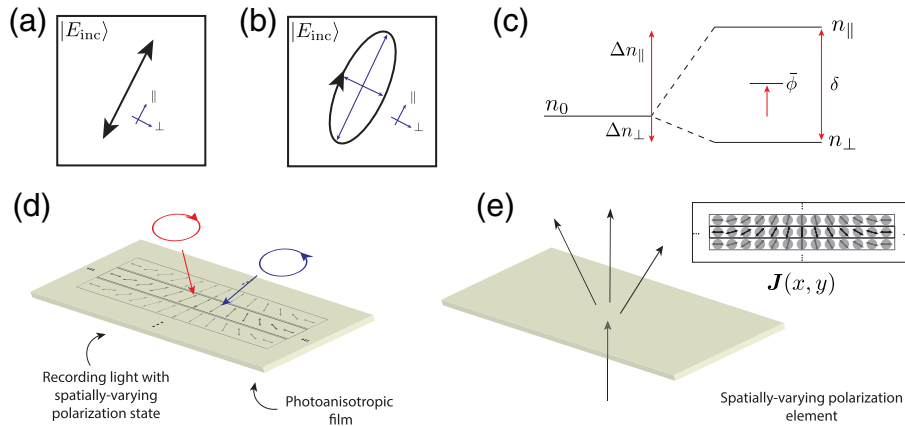 (a)
|E_inc⟩
∥
⊥
(b)
|E_inc⟩
∥
⊥
(c)
n_0
Δn_∥
Δn_⊥
n_∥
ϕ̄
δ
n_⊥
(d)
Recording light with
spatially-varying
polarization state
Photoanisotropic
film
(e)
J(x, y)
Spatially-varying polarization
element